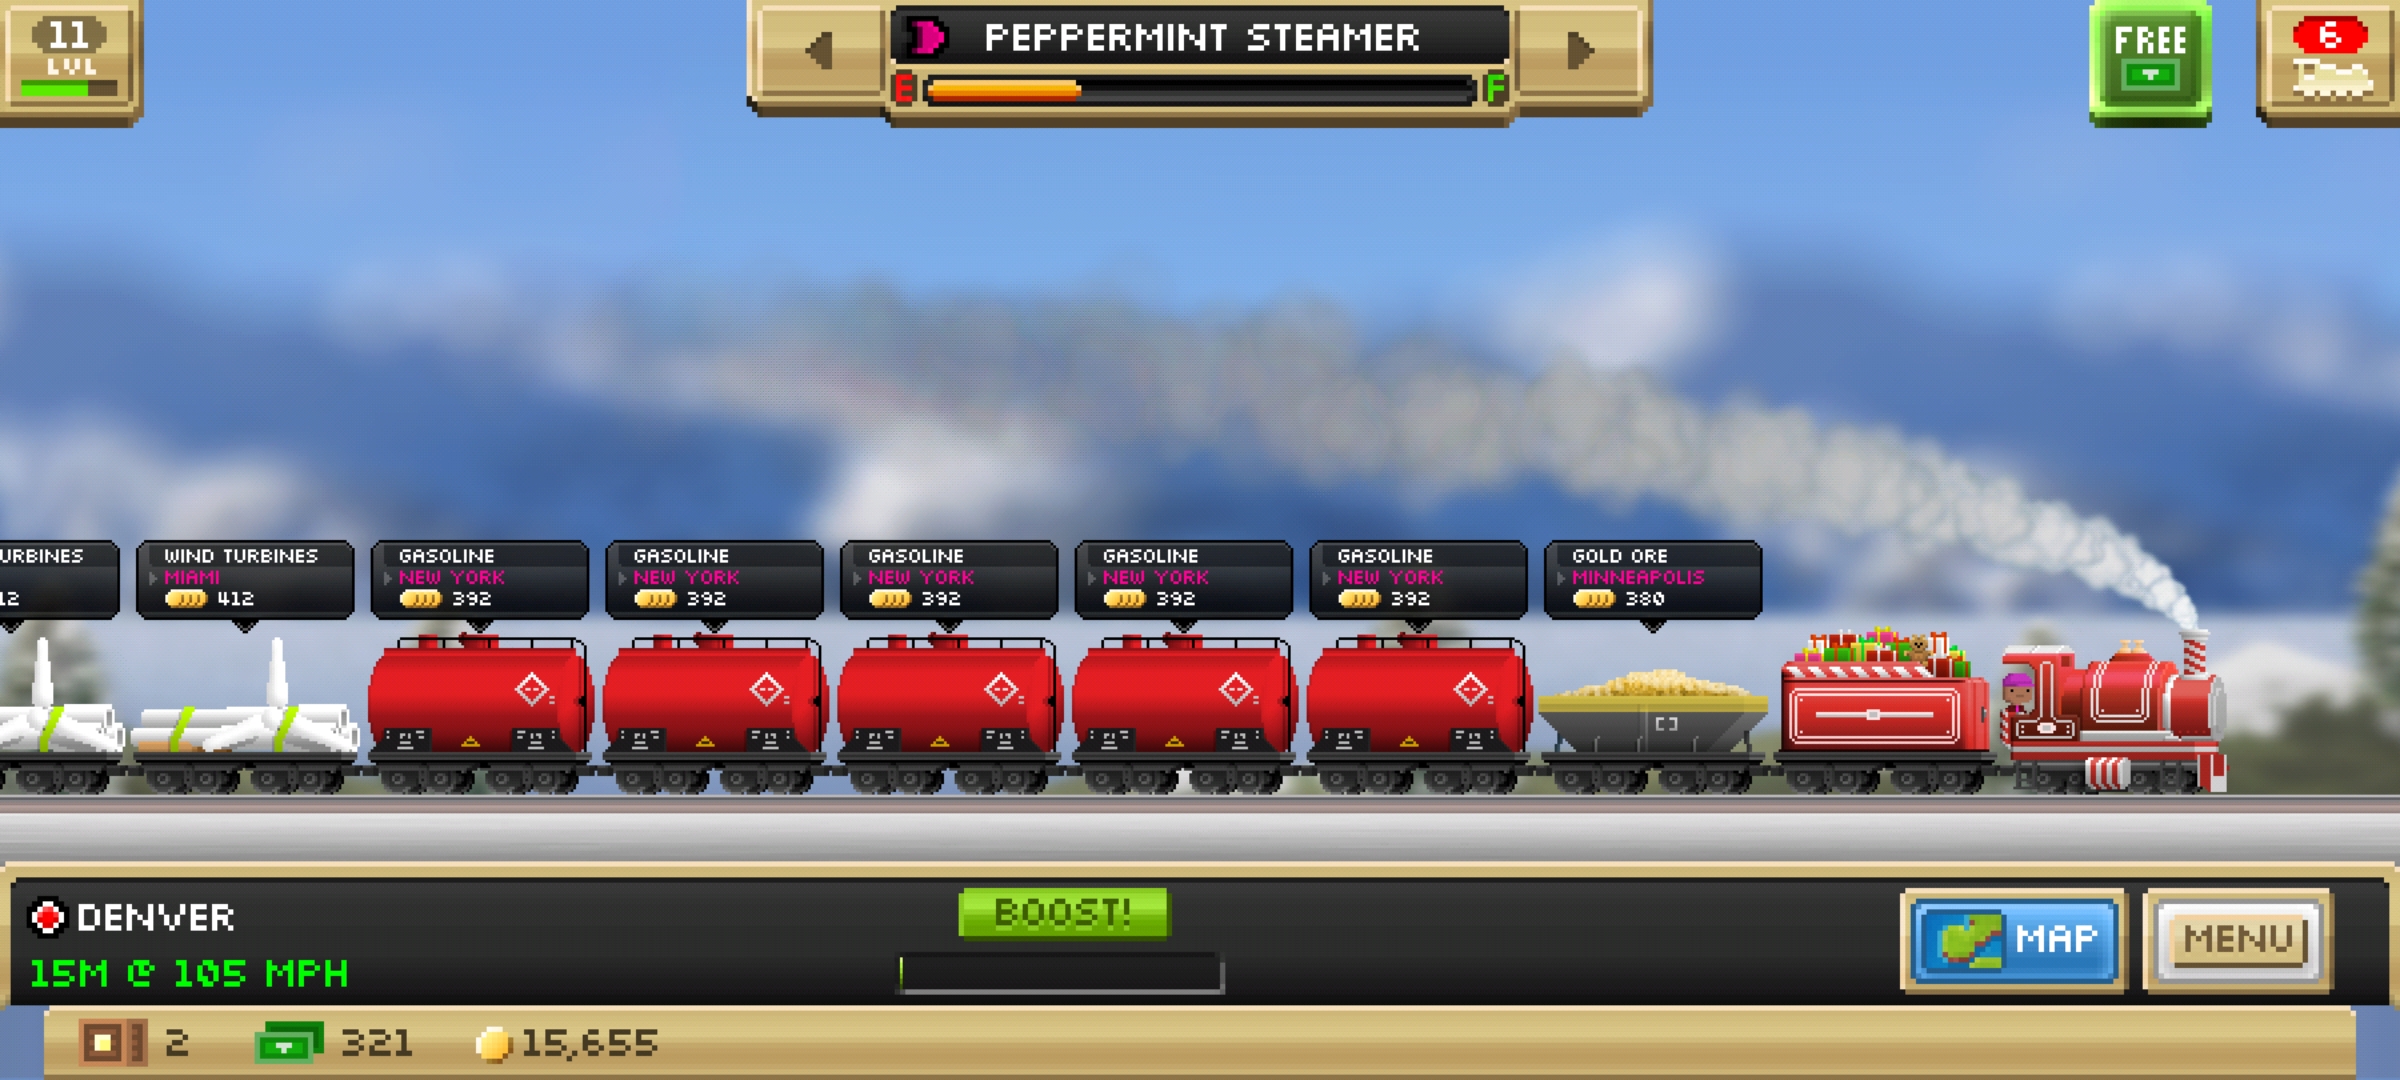 11
LVL
PEPPERMINT STEAMER
E
F
FREE
6
URBINES
12
WIND TURBINES
MIAMI
412
GASOLINE
NEW YORK
392
GASOLINE
NEW YORK
392
GASOLINE
NEW YORK
392
GASOLINE
NEW YORK
392
GASOLINE
NEW YORK
392
GOLD ORE
MINNEAPOLIS
380
DENVER
15M @ 105 MPH
BOOST!
MAP
MENU
2
321
15,655